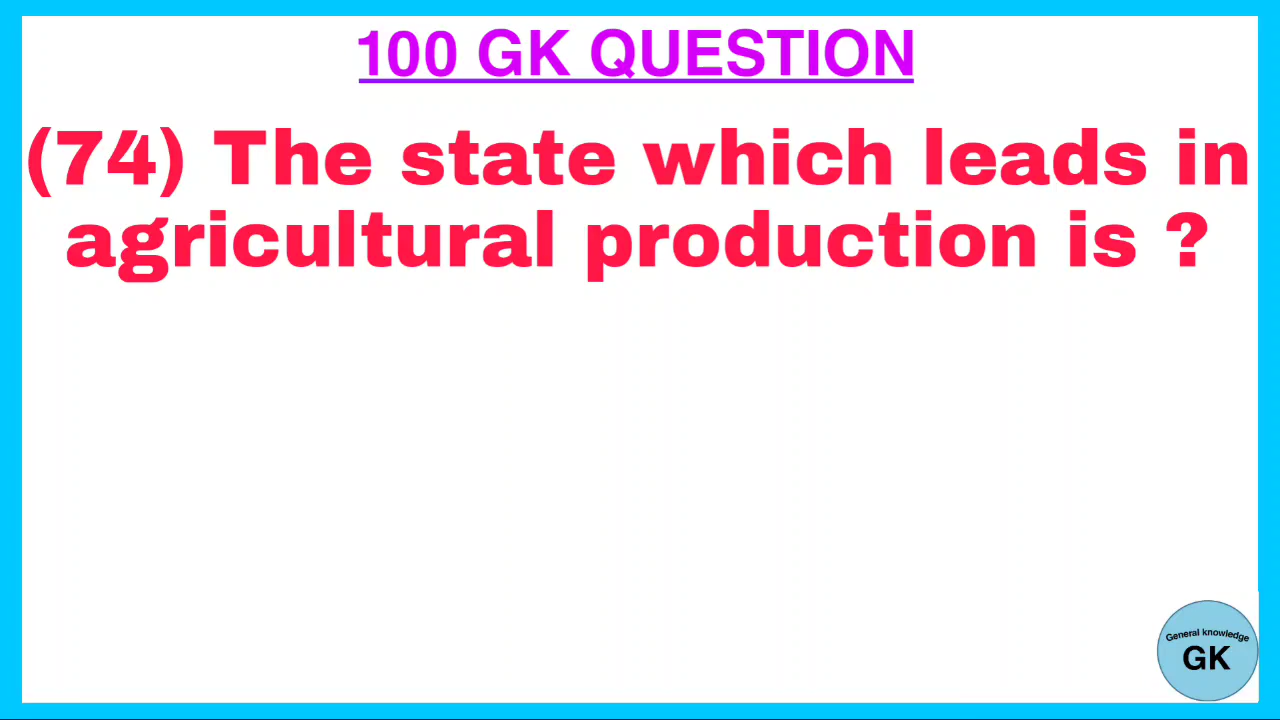 100 GK QUESTION
(74) The state which leads in
agricultural production is ?
General knowledge
GK